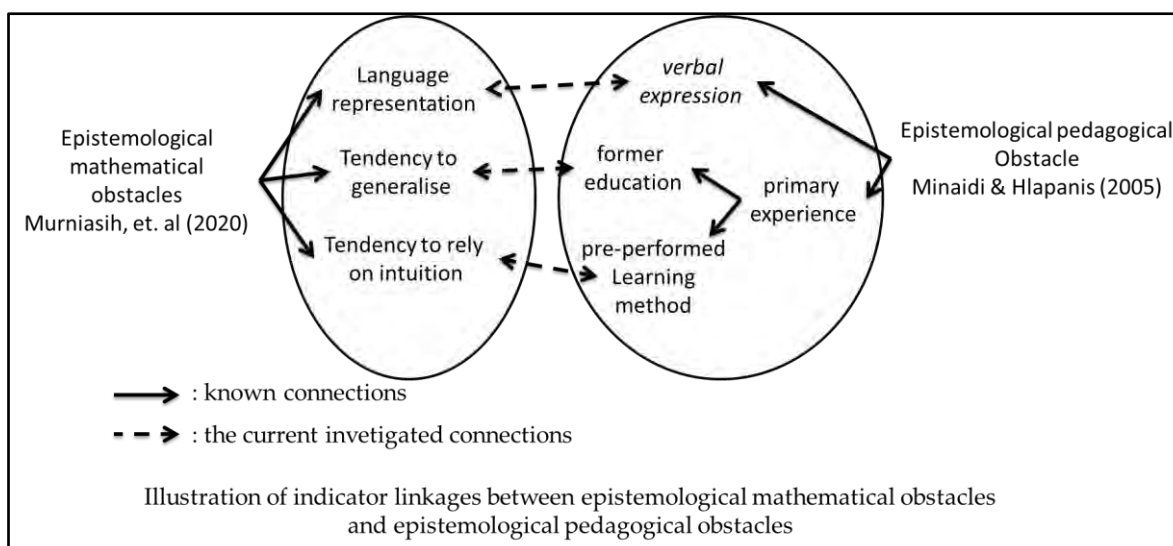 Epistemological
mathematical
obstacles
Murniasih, et. al (2020)
Language
representation
Tendency to
generalise
Tendency to rely
on intuition
verbal
expression
former
education
primary
experience
pre-performed
Learning
method
Epistemological pedagogical
Obstacle
Minaidi & Hlapanis (2005)
: known connections
: the current invetigated connections
Illustration of indicator linkages between epistemological mathematical obstacles
and epistemological pedagogical obstacles